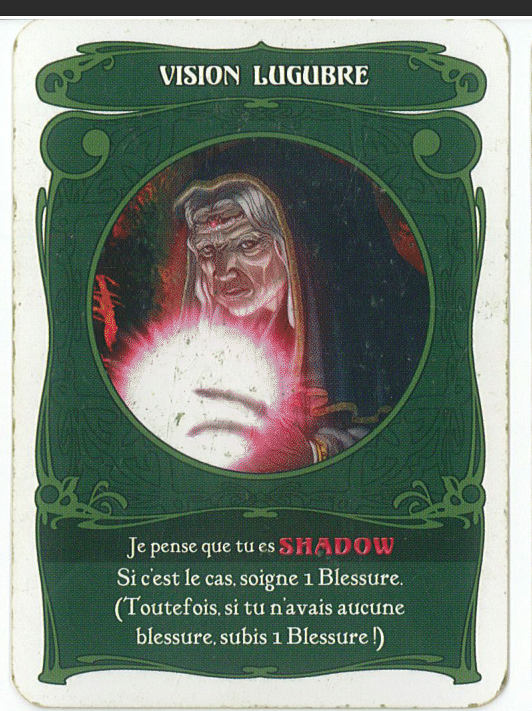 VISION LUGUBRE
Je pense que tu es SHADOW
Si c'est le cas, soigne 1 Blessure.
(Toutefois, si tu n'avais aucune
blessure, subis 1 Blessure !)